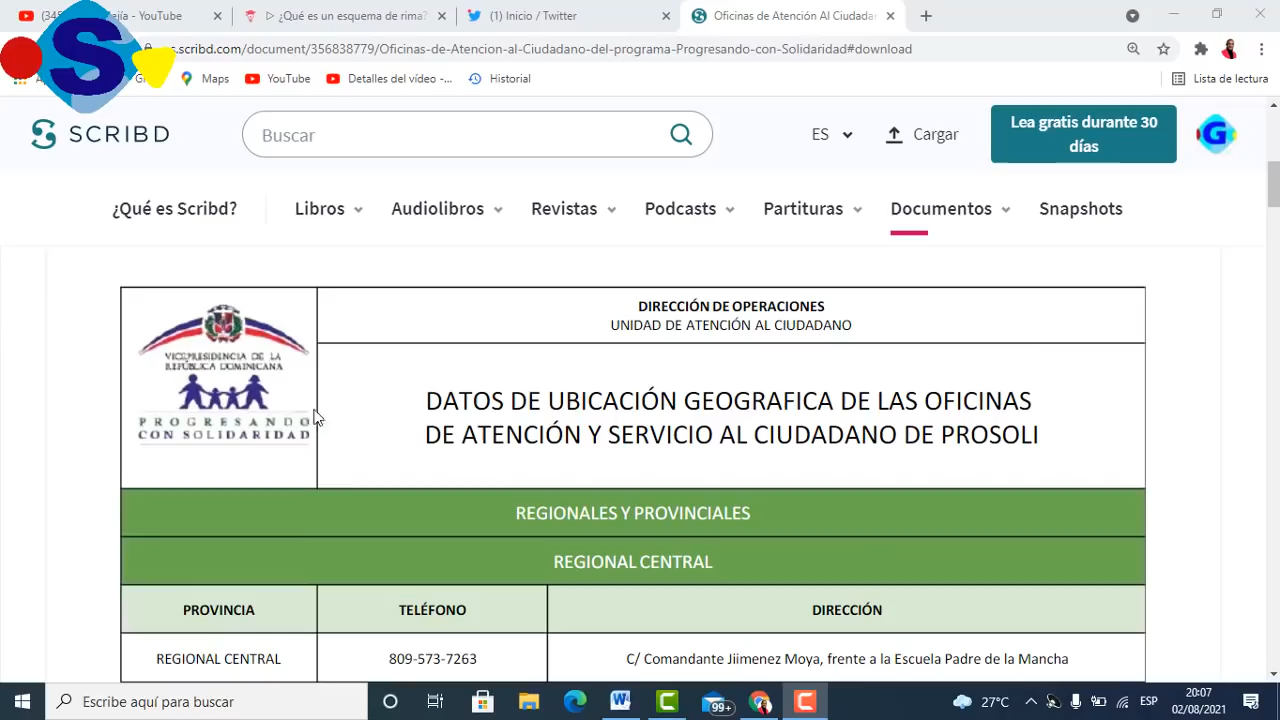 ejía - YouTube
▷ ¿Qué es un esquema de rima?
(1) Inicio / Twitter
Oficinas de Atención Al Ciudadar
S
scribd.com/document/356838779/Oficinas-de-Atencion-al-Ciudadano-del-programa-Progresando-con-Solidaridad#download
Maps
YouTube
Detalles del vídeo -...
Historial
Lista de lectura
SCRIBD
Buscar
ES
Cargar
Lea gratis durante 30
días
G
¿Qué es Scribd?
Libros
Audiolibros
Revistas
Podcasts
Partituras
Documentos
Snapshots
VICEPRESIDENCIA DE LA
REPÚBLICA DOMINICANA
PROGRESANDO
CON SOLIDARIDAD
DIRECCIÓN DE OPERACIONES
UNIDAD DE ATENCIÓN AL CIUDADANO
DATOS DE UBICACIÓN GEOGRAFICA DE LAS OFICINAS
DE ATENCIÓN Y SERVICIO AL CIUDADANO DE PROSOLI
REGIONALES Y PROVINCIALES
REGIONAL CENTRAL
PROVINCIA
TELÉFONO
DIRECCIÓN
REGIONAL CENTRAL
809-573-7263
C/ Comandante Jiimenez Moya, frente a la Escuela Padre de la Mancha
Escribe aquí para buscar
99+
27°C
ESP
20:07
02/08/2021